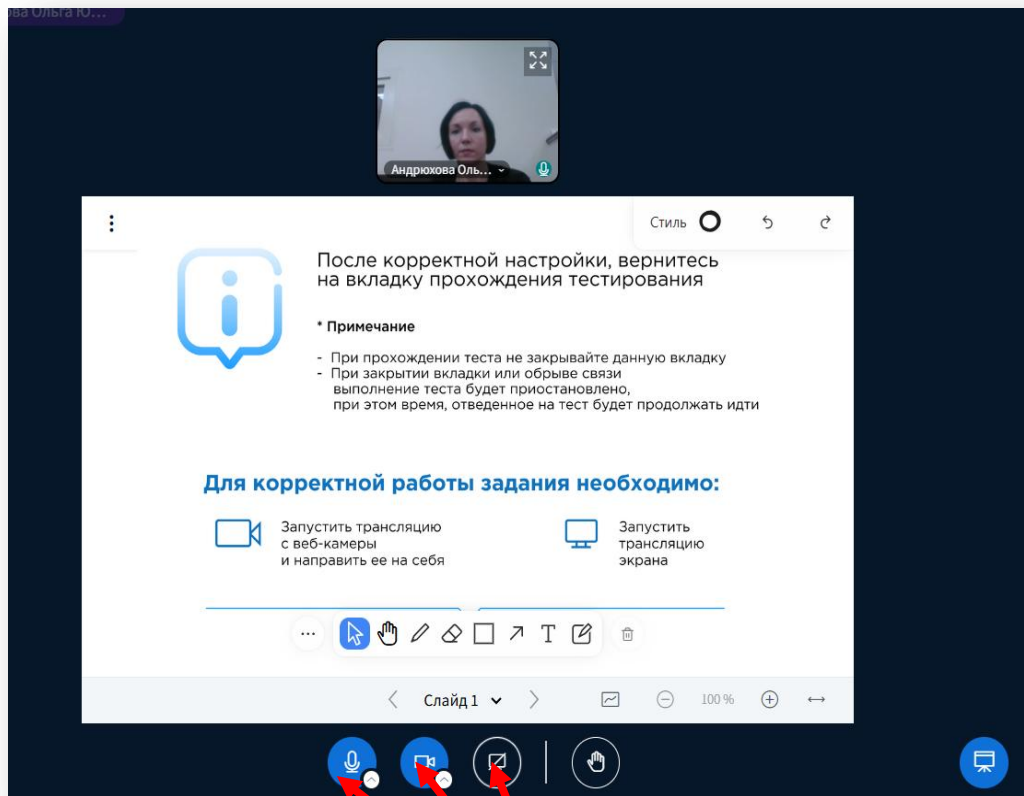 ова Ольга Ю...
Андрюхова Оль...
Стиль
После корректной настройки, вернитесь
на вкладку прохождения тестирования
* Примечание
- При прохождении теста не закрывайте данную вкладку
- При закрытии вкладки или обрыве связи
выполнение теста будет приостановлено,
при этом время, отведенное на тест будет продолжать идти
Для корректной работы задания необходимо:
Запустить трансляцию
с веб-камеры
и направить ее на себя
Запустить
трансляцию
экрана
T
Слайд 1
100 %